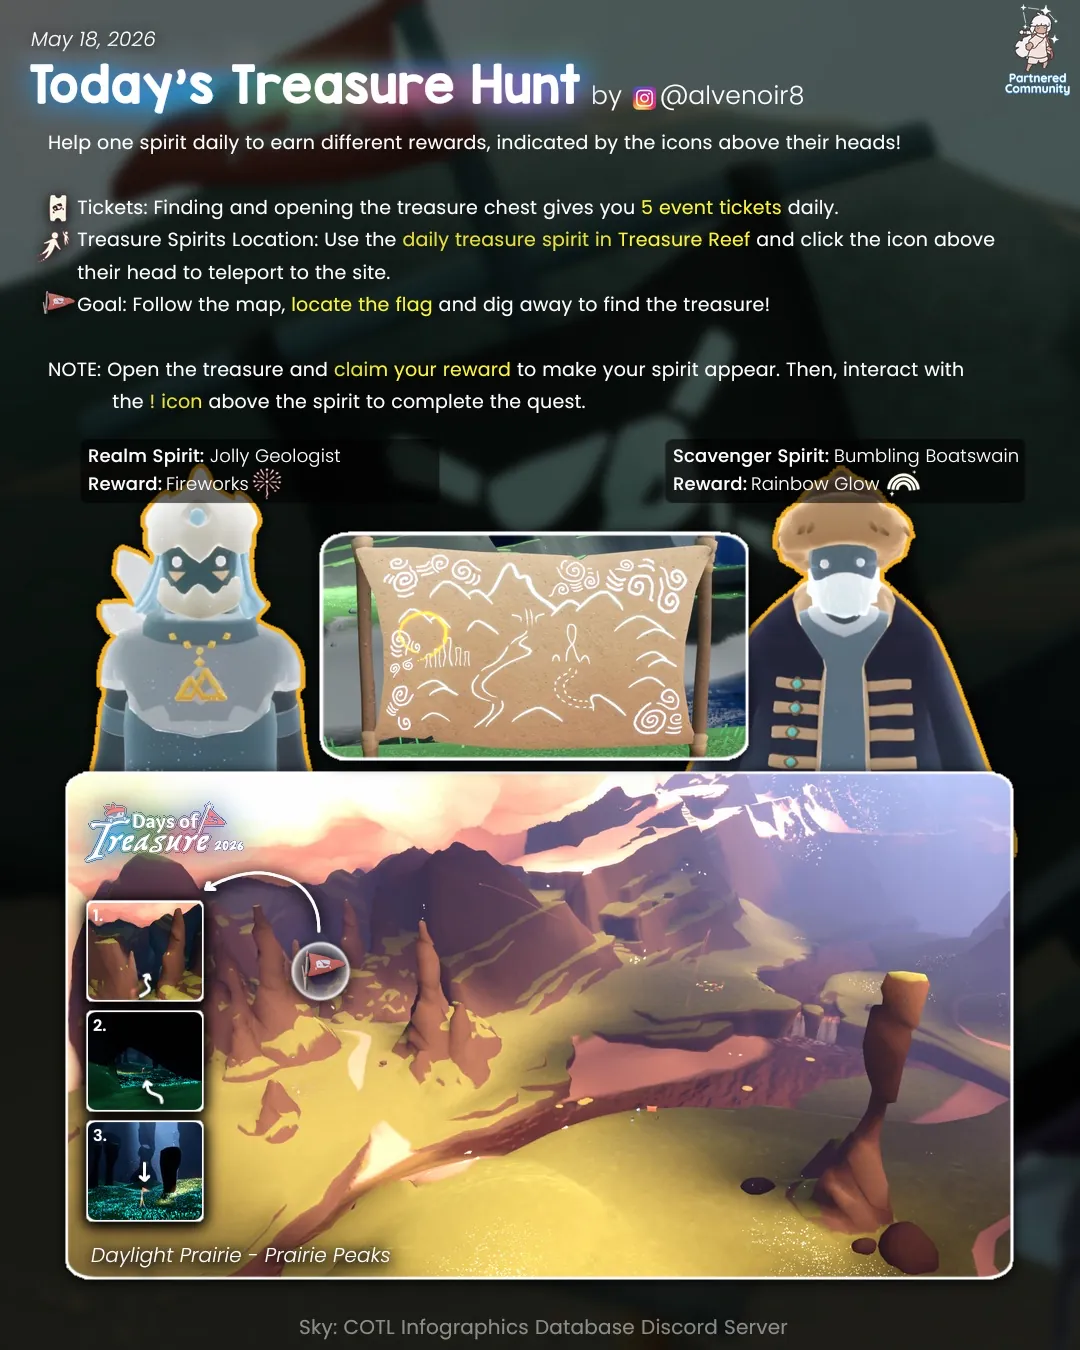 May 18, 2026
Today's Treasure Hunt by @alvenoir8
Partnered
Community
Help one spirit daily to earn different rewards, indicated by the icons above their heads!
Tickets: Finding and opening the treasure chest gives you 5 event tickets daily.
Treasure Spirits Location: Use the daily treasure spirit in Treasure Reef and click the icon above
their head to teleport to the site.
Goal: Follow the map, locate the flag and dig away to find the treasure!
NOTE: Open the treasure and claim your reward to make your spirit appear. Then, interact with
the ! icon above the spirit to complete the quest.
Realm Spirit: Jolly Geologist
Reward: Fireworks
Scavenger Spirit: Bumbling Boatswain
Reward: Rainbow Glow
Days of
Treasure 2026
1.
2.
3.
Daylight Prairie - Prairie Peaks
Sky: COTL Infographics Database Discord Server